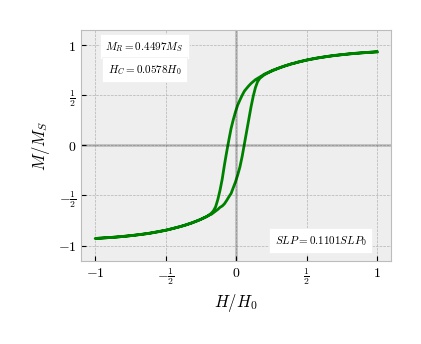 M_R = 0.4497M_S
H_C = 0.0578H_0
SLP = 0.1101SLP_0
M/M_S
1
1/2
0
−1/2
−1
−1
−1/2
0
1/2
1
H/H_0